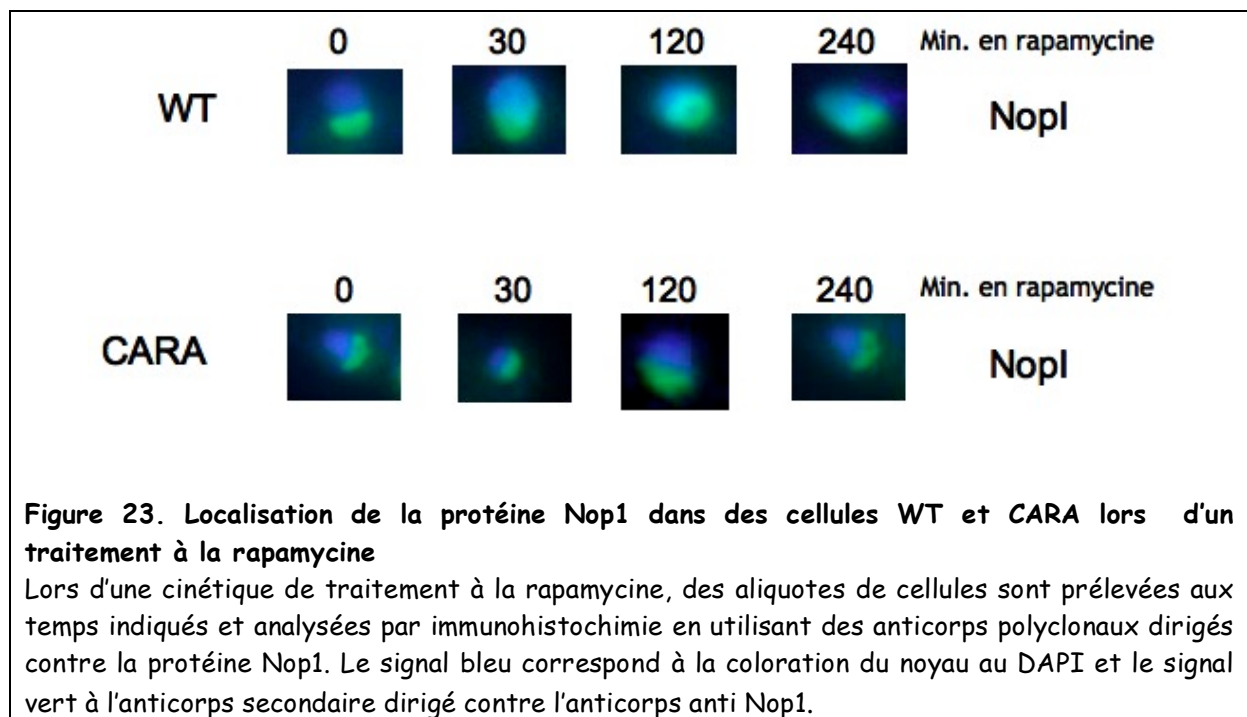 0 30 120 240 Min. en rapamycine
WT NopI
0 30 120 240 Min. en rapamycine
CARA NopI
Figure 23. Localisation de la protéine Nop1 dans des cellules WT et CARA lors d'un
traitement à la rapamycine
Lors d'une cinétique de traitement à la rapamycine, des aliquotes de cellules sont prélevées aux
temps indiqués et analysées par immunohistochimie en utilisant des anticorps polyclonaux dirigés
contre la protéine Nop1. Le signal bleu correspond à la coloration du noyau au DAPI et le signal
vert à l'anticorps secondaire dirigé contre l'anticorps anti Nop1.